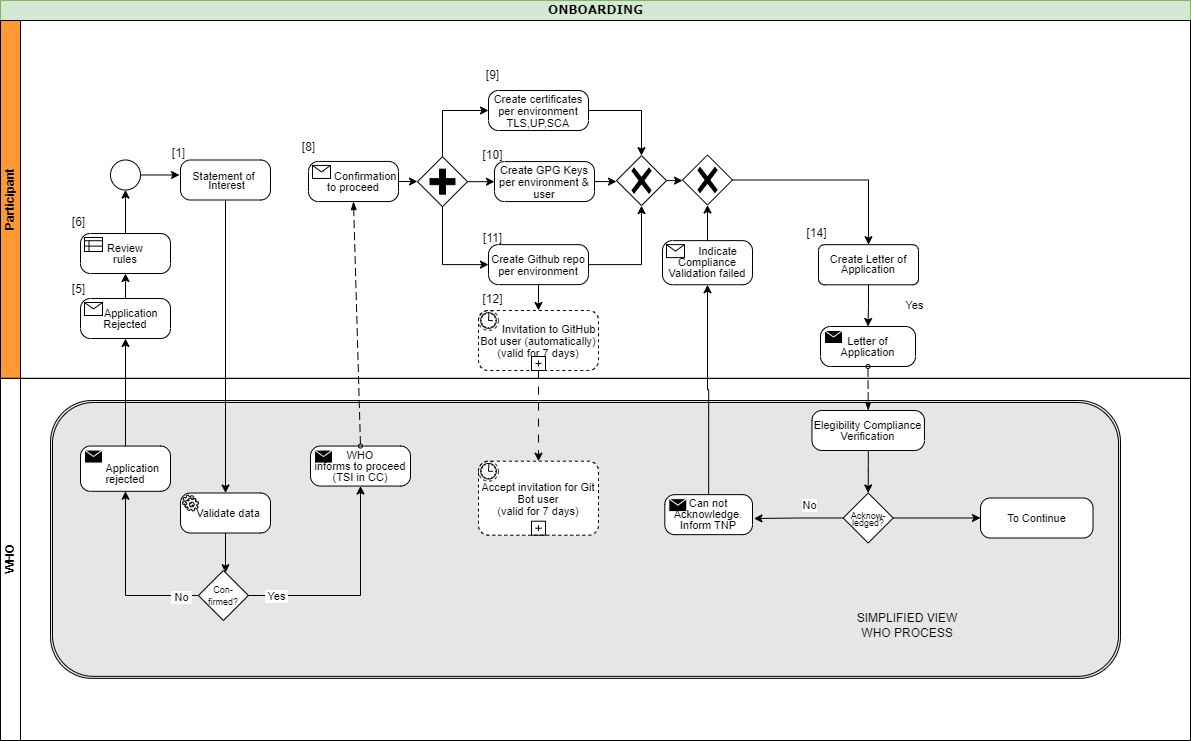 ONBOARDING
Participant
[9]
Create certificates
per environment
TLS,UP,SCA
[1]
Statement of
Interest
[8]
Confirmation
to proceed
[10]
Create GPG Keys
per environment &
user
[6]
Review
rules
[11]
Create Github repo
per environment
Indicate
Compliance
Validation failed
[14]
Create Letter of
Application
Yes
[5]
Application
Rejected
[12]
Invitation to GitHub
Bot user (automatically)
(valid for 7 days)
Letter of
Application
WHO
Application
rejected
WHO
informs to proceed
(TSI in CC)
Accept invitation for Git
Bot user
(valid for 7 days)
Elegibility Compliance
Verification
Validate data
Can not
Acknowledge.
Inform TNP
No
Acknow-
ledged?
To Continue
No
Con-
firmed?
Yes
SIMPLIFIED VIEW
WHO PROCESS